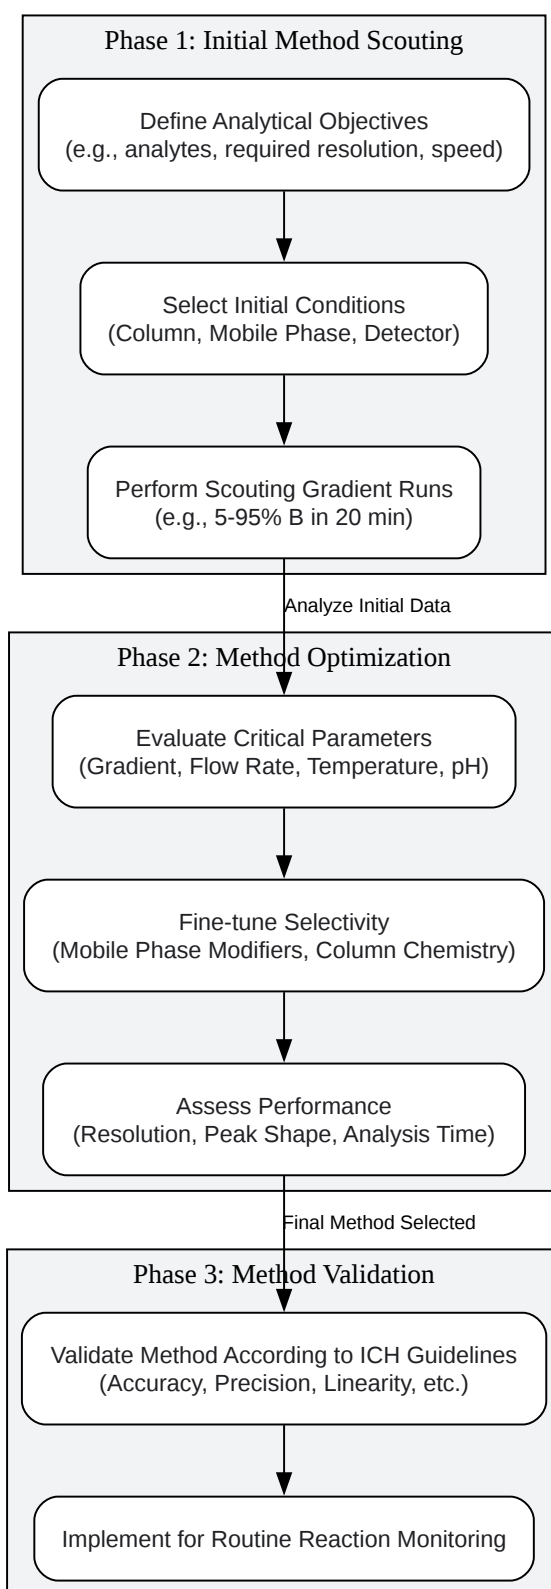 Phase 1: Initial Method Scouting
Define Analytical Objectives
(e.g., analytes, required resolution, speed)
Select Initial Conditions
(Column, Mobile Phase, Detector)
Perform Scouting Gradient Runs
(e.g., 5-95% B in 20 min)
Analyze Initial Data
Phase 2: Method Optimization
Evaluate Critical Parameters
(Gradient, Flow Rate, Temperature, pH)
Fine-tune Selectivity
(Mobile Phase Modifiers, Column Chemistry)
Assess Performance
(Resolution, Peak Shape, Analysis Time)
Final Method Selected
Phase 3: Method Validation
Validate Method According to ICH Guidelines
(Accuracy, Precision, Linearity, etc.)
Implement for Routine Reaction Monitoring